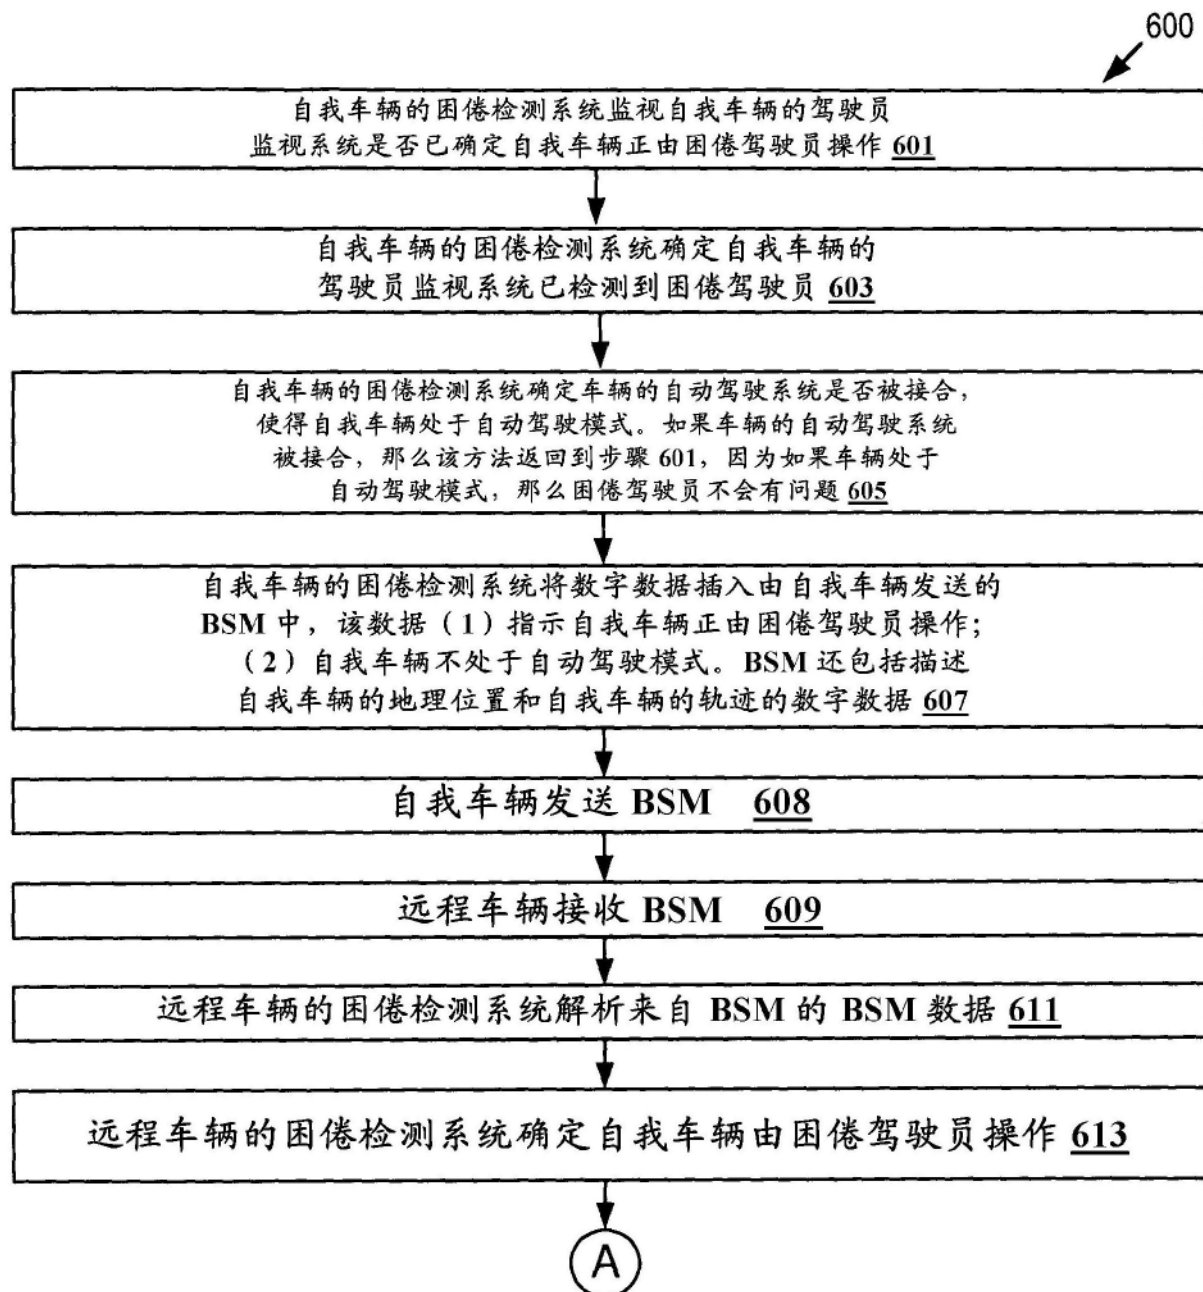 600
自我车辆的困倦检测系统监视自我车辆的驾驶员
监视系统是否已确定自我车辆正由困倦驾驶员操作 601
自我车辆的困倦检测系统确定自我车辆的
驾驶员监视系统已检测到困倦驾驶员 603
自我车辆的困倦检测系统确定车辆的自动驾驶系统是否被接合，
使得自我车辆处于自动驾驶模式。如果车辆的自动驾驶系统
被接合，那么该方法返回到步骤 601，因为如果车辆处于
自动驾驶模式，那么困倦驾驶员不会有问题 605
自我车辆的困倦检测系统将数字数据插入由自我车辆发送的
BSM 中，该数据（1）指示自我车辆正由困倦驾驶员操作；
（2）自我车辆不处于自动驾驶模式。BSM 还包括描述
自我车辆的地理位置和自我车辆的轨迹的数字数据 607
自我车辆发送 BSM 608
远程车辆接收 BSM 609
远程车辆的困倦检测系统解析来自 BSM 的 BSM 数据 611
远程车辆的困倦检测系统确定自我车辆由困倦驾驶员操作 613
A